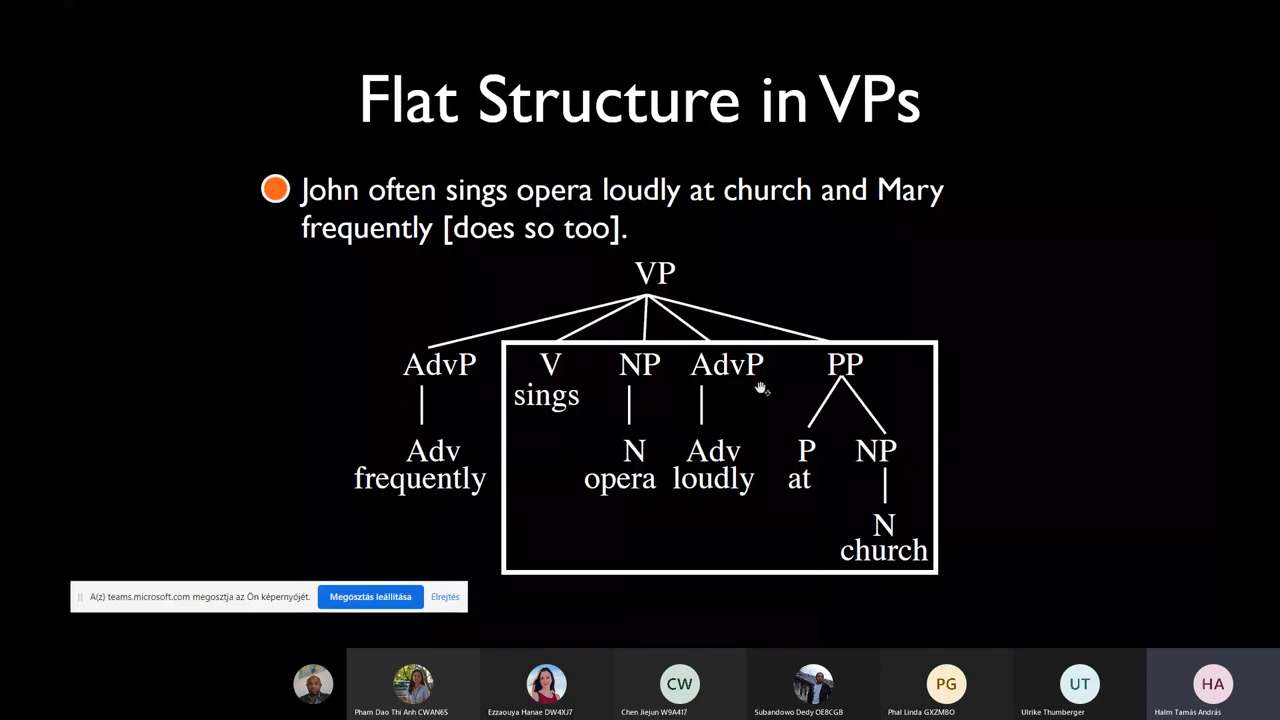 Flat Structure in VPs
John often sings opera loudly at church and Mary
frequently [does so too].
VP
AdvP V NP AdvP PP
sings
Adv N Adv P NP
frequently opera loudly at
N
church
A(z) teams.microsoft.com megosztja az Ön képernyőjét. Megosztás leállítása Elrejtés
CW PG UT HA
Pham Dao Thi Anh CWAN6S Ezzaouya Hanae DW4XJ7 Chen Jiejun W9A417 Subandowo Dedy OE8CGB Phal Linda GXZMBO Ulrike Thumberger Halm Tamás András